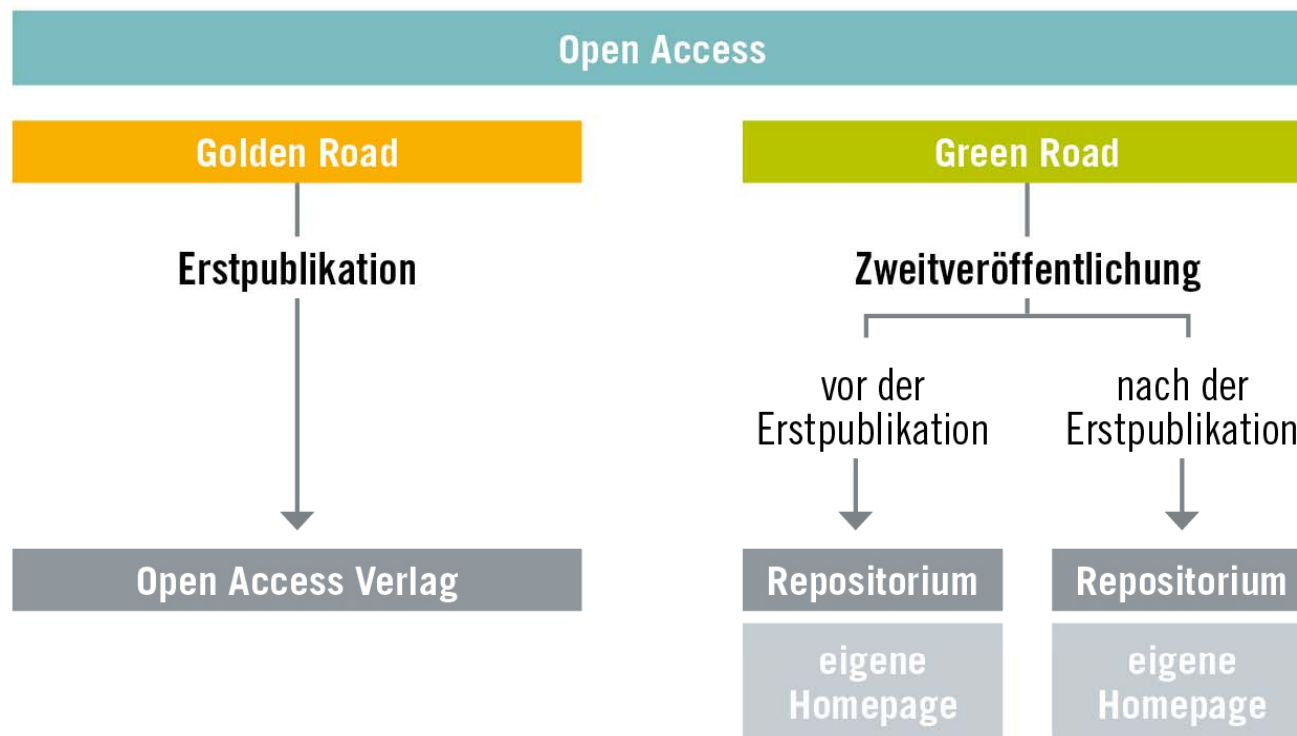 Open Access
Golden Road
Erstpublikation
Open Access Verlag
Green Road
Zweitveröffentlichung
vor der
Erstpublikation
Repositorium
eigene
Homepage
nach der
Erstpublikation
Repositorium
eigene
Homepage